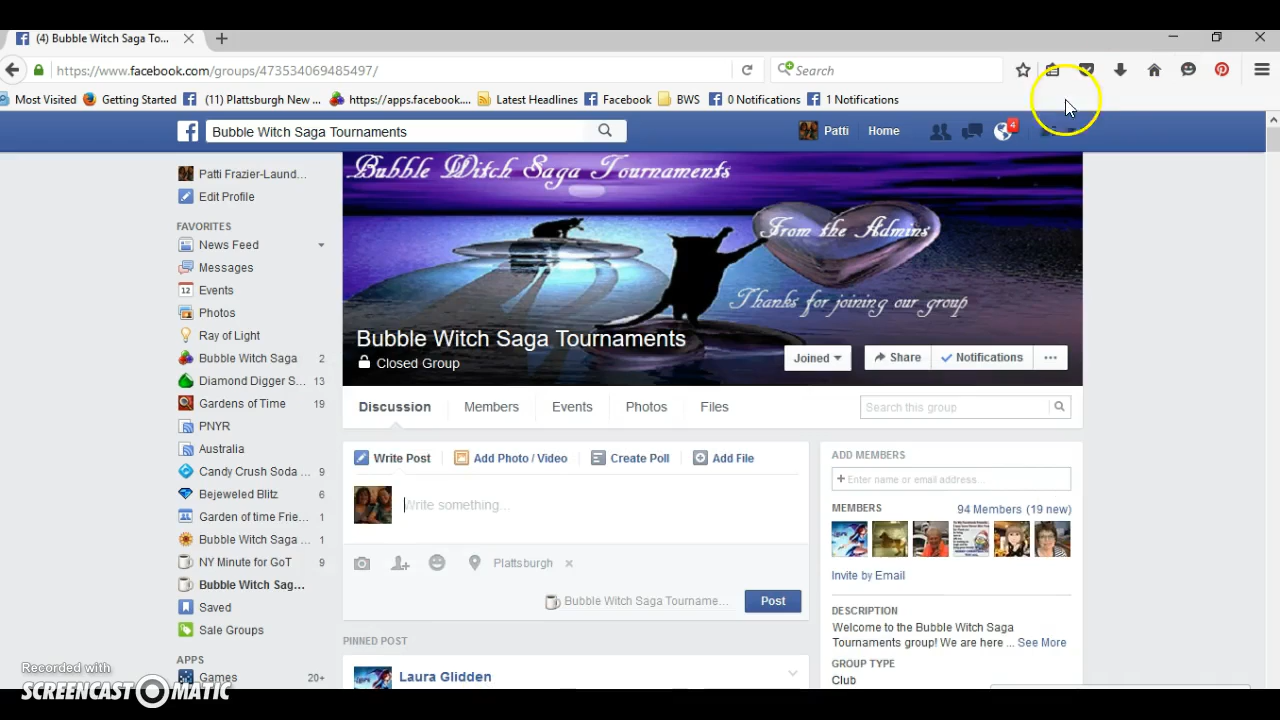 (4) Bubble Witch Saga To...
https://www.facebook.com/groups/473534069485497/
Search
Most Visited Getting Started (11) Plattsburgh New ... https://apps.facebook.... Latest Headlines Facebook BWS 0 Notifications 1 Notifications
Bubble Witch Saga Tournaments
Patti Home 4
Patti Frazier-Laund...
Edit Profile
FAVORITES
News Feed
Messages
12 Events
Photos
Ray of Light
Bubble Witch Saga 2
Diamond Digger S... 13
Gardens of Time 19
PNYR
Australia
Candy Crush Soda ... 9
Bejeweled Blitz 6
Garden of time Frie... 1
Bubble Witch Saga ... 1
NY Minute for GoT 9
Bubble Witch Sag...
Saved
Sale Groups
APPS
Games 20+
Bubble Witch Saga Tournaments
From the Admins
Thanks for joining our group
Bubble Witch Saga Tournaments
Closed Group
Joined Share Notifications
Discussion Members Events Photos Files
Search this group
Write Post Add Photo / Video Create Poll Add File
Write something...
Plattsburgh
Bubble Witch Saga Tourname... Post
PINNED POST
Laura Glidden
ADD MEMBERS
Enter name or email address...
MEMBERS 94 Members (19 new)
Invite by Email
DESCRIPTION
Welcome to the Bubble Witch Saga
Tournaments group! We are here ... See More
GROUP TYPE
Club
Recorded with
SCREENCAST-O-MATIC